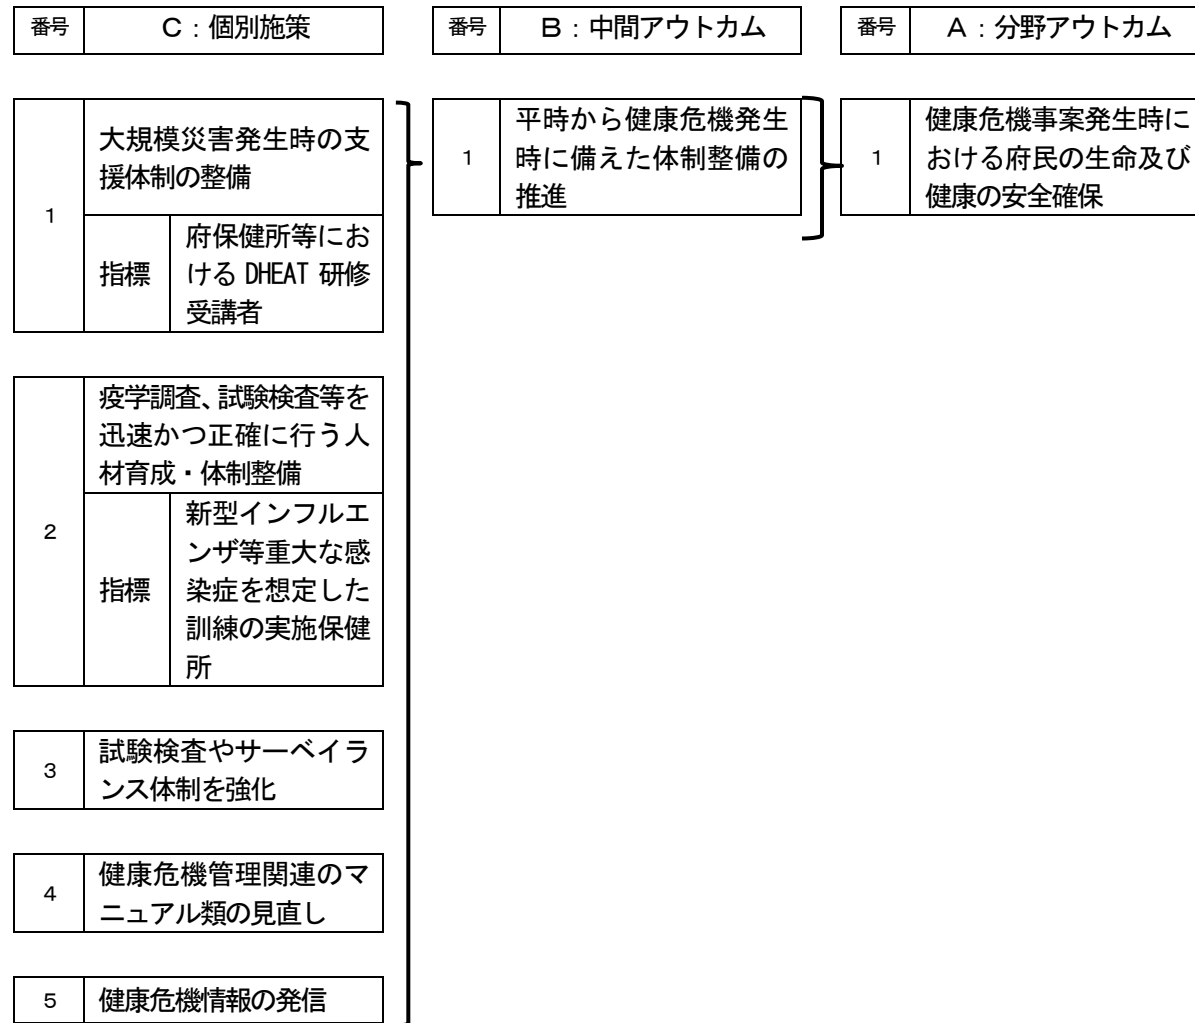 番号 C：個別施策
番号 B：中間アウトカム
番号 A：分野アウトカム
1
大規模災害発生時の支
援体制の整備
指標
府保健所等にお
ける DHEAT 研修
受講者
2
疫学調査、試験検査等を
迅速かつ正確に行う人
材育成・体制整備
指標
新型インフルエ
ンザ等重大な感
染症を想定した
訓練の実施保健
所
3
試験検査やサーベイラ
ンス体制を強化
4
健康危機管理関連のマ
ニュアル類の見直し
5
健康危機情報の発信
1
平時から健康危機発生
時に備えた体制整備の
推進
1
健康危機事案発生時に
おける府民の生命及び
健康の安全確保